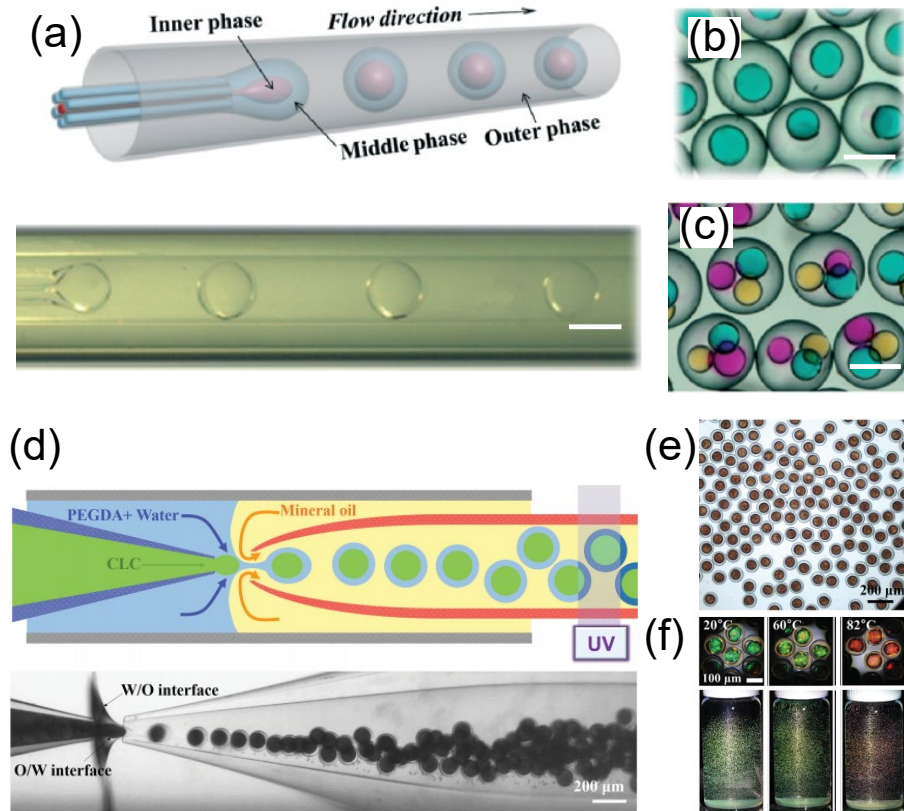 (a)
Inner phase
Flow direction
Middle phase
Outer phase
(b)
(c)
(d)
PEGDA+ Water
Mineral oil
CLC
UV
W/O interface
O/W interface
200 μm
(e)
200 μm
(f)
20°C
60°C
82°C
100 μm